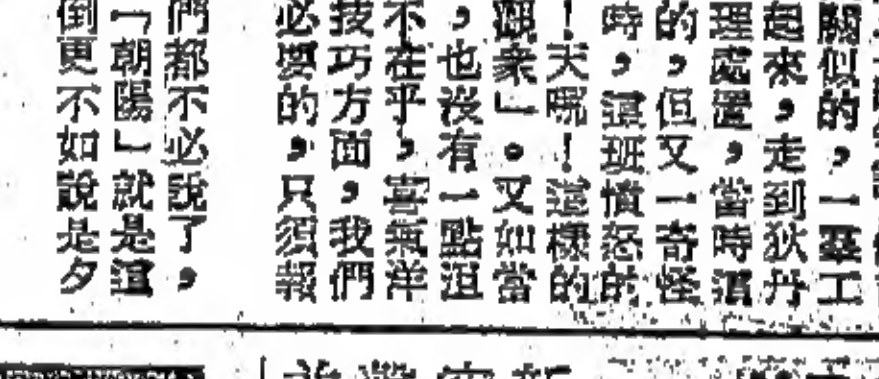 關似的，一羣工
起來，走到狄丹
理處置，當時這
的，但又一奇怪
時，這班憤怒的
！天呢！這樣的
觀衆」。又如當
，也沒有一點沮
不在乎，喜氣洋
技巧方面，我們
必要的，只須報
們都不必說了，
「朝陽」就是這
倒更不如說是夕